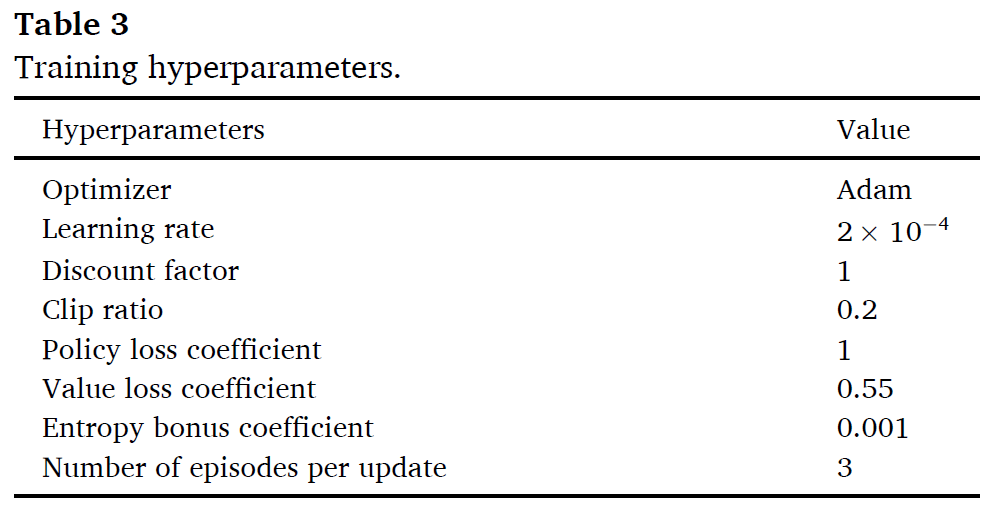 Table 3
Training hyperparameters.
Hyperparameters Value
Optimizer Adam
Learning rate 2 × 10⁻⁴
Discount factor 1
Clip ratio 0.2
Policy loss coefficient 1
Value loss coefficient 0.55
Entropy bonus coefficient 0.001
Number of episodes per update 3